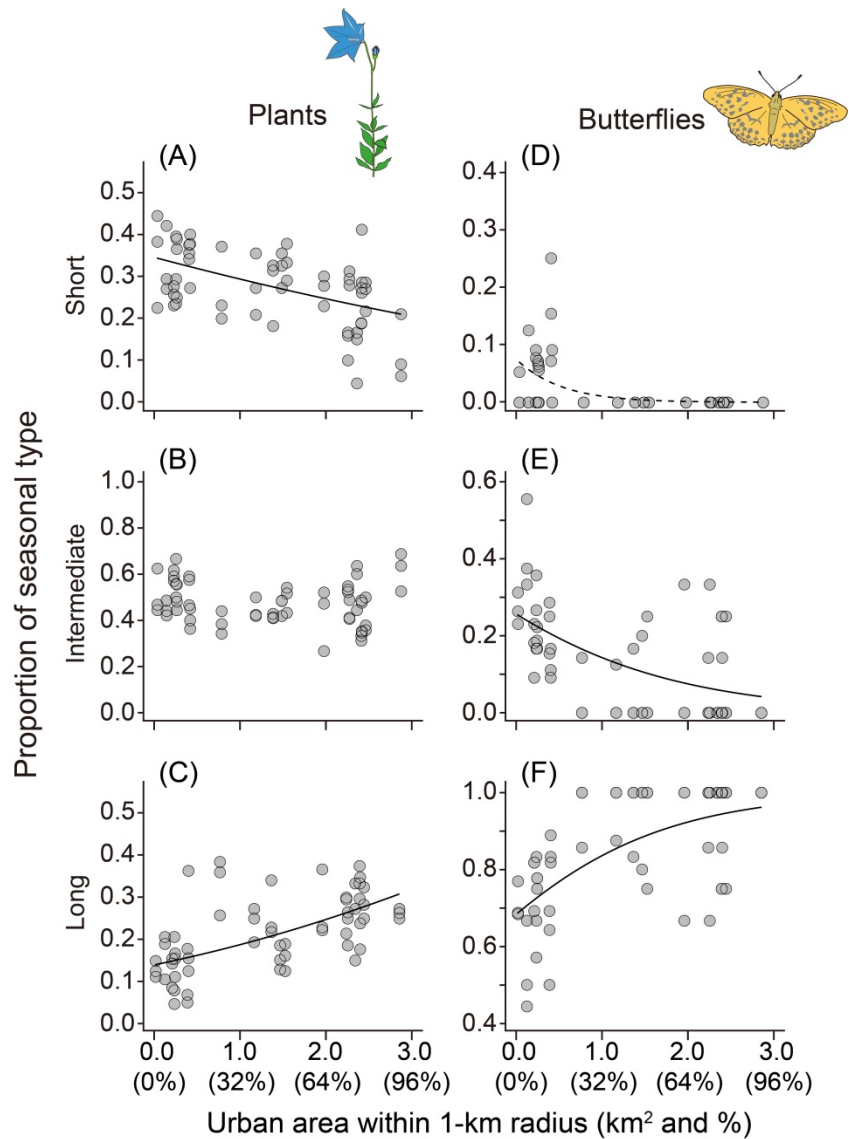 Plants
Butterflies
Proportion of seasonal type
(A)
Short
0.5
0.4
0.3
0.2
0.1
0.0
(D)
0.4
0.3
0.2
0.1
0.0
(B)
Intermediate
1.0
0.8
0.6
0.4
0.2
0.0
(E)
0.6
0.4
0.2
0.0
(C)
Long
0.5
0.4
0.3
0.2
0.1
0.0
(F)
1.0
0.8
0.6
0.4
0.0 1.0 2.0 3.0
(0%) (32%) (64%) (96%)
0.0 1.0 2.0 3.0
(0%) (32%) (64%) (96%)
Urban area within 1-km radius (km² and %)